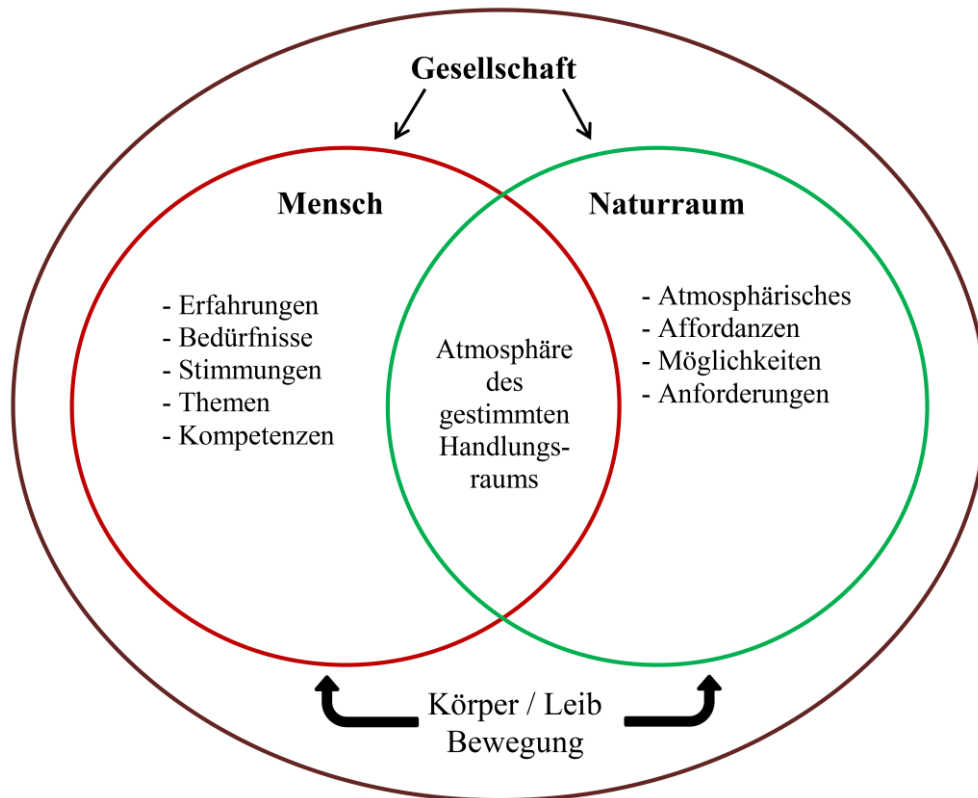 Gesellschaft
Mensch
- Erfahrungen
- Bedürfnisse
- Stimmungen
- Themen
- Kompetenzen
Atmosphäre
des
gestimmten
Handlungs-
raums
Naturraum
- Atmosphärisches
- Affordanzen
- Möglichkeiten
- Anforderungen
Körper / Leib
Bewegung